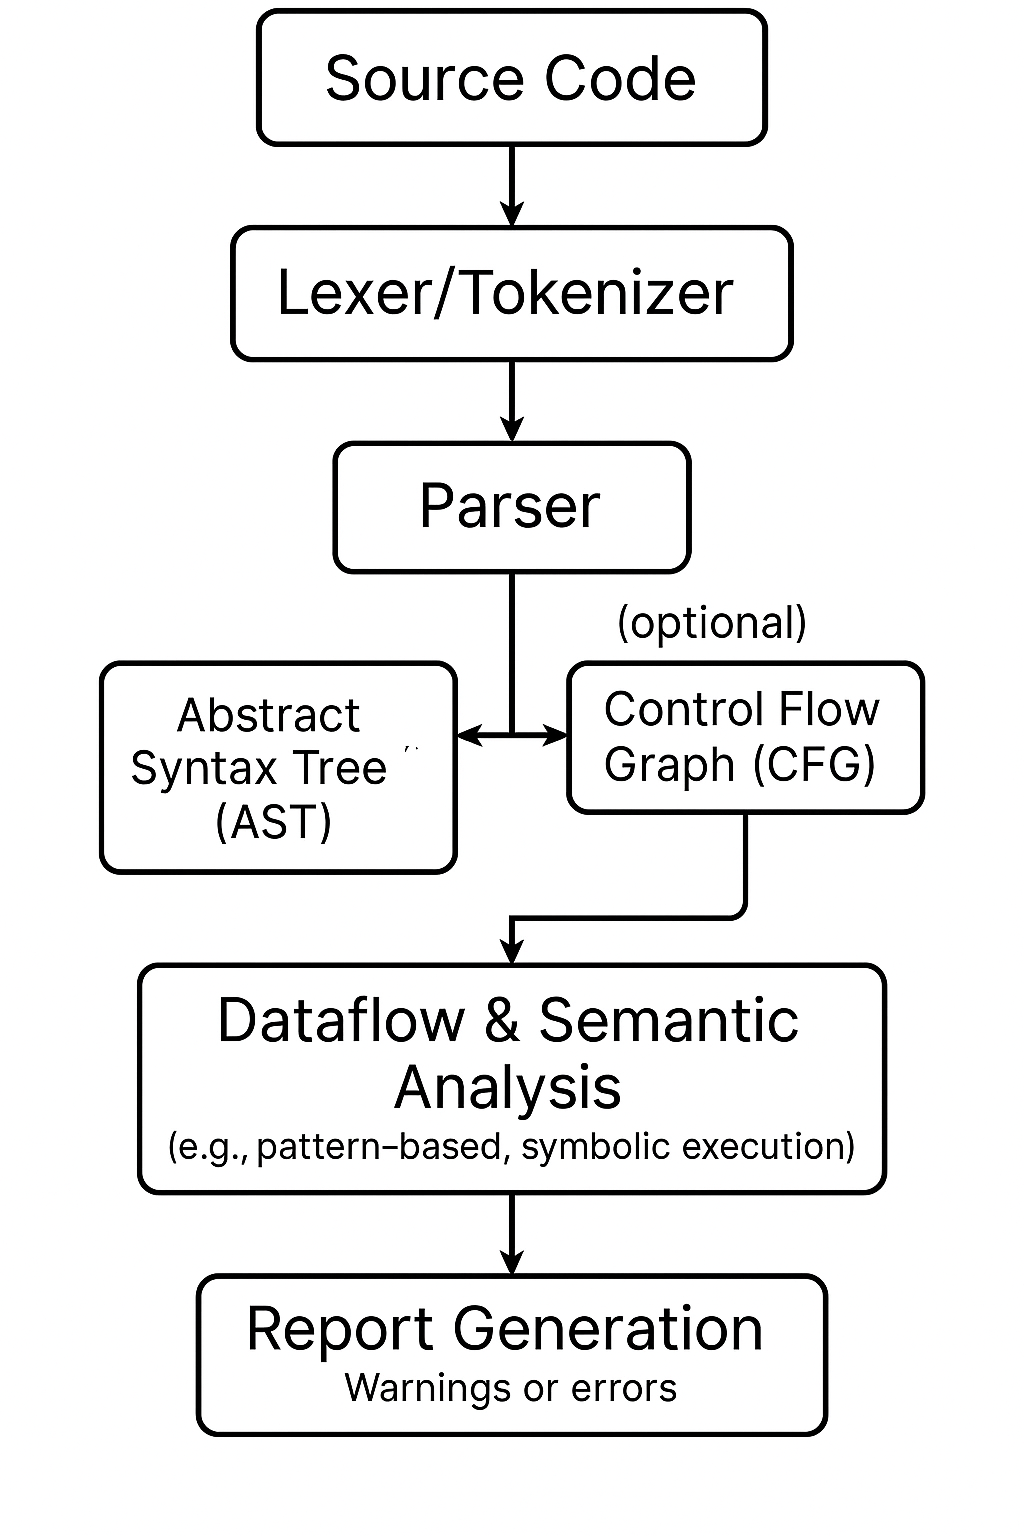 Source Code
Lexer/Tokenizer
Parser
(optional)
Abstract
Syntax Tree
(AST)
Control Flow
Graph (CFG)
Dataflow & Semantic
Analysis
(e.g., pattern–based, symbolic execution)
Report Generation
Warnings or errors